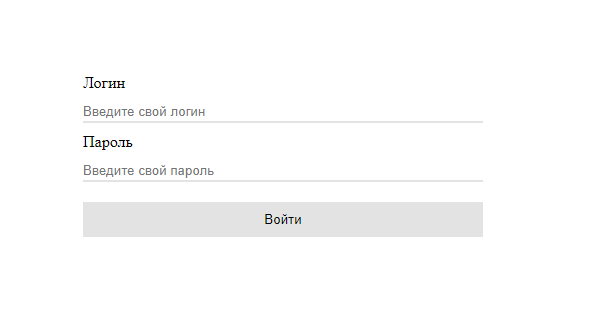 Логин
Введите свой логин
Пароль
Введите свой пароль
Войти